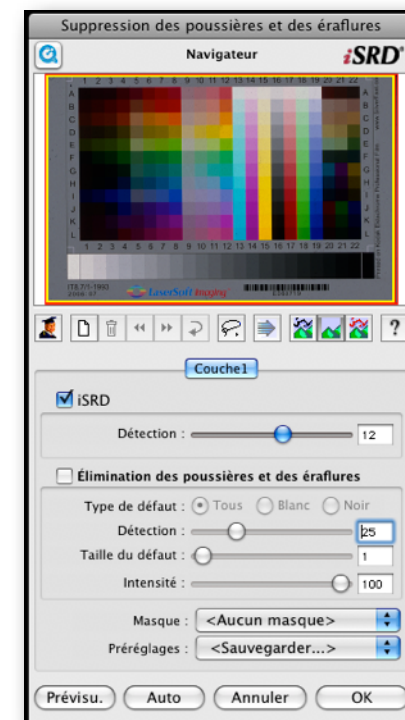 Suppression des poussières et des éraflures
Navigateur
iSRD®
1 2 3 4 5 6 7 8 9 10 11 12 13 14 15 16 17 18 19 20 21 22
A A
B B
C C
D D
E E
F F
G G
H H
I I
J J
K K
L L
1 2 3 4 5 6 7 8 9 10 11 12 13 14 15 16 17 18 19 20 21 22
IT8.7/1-1993
LaserSoft Imaging
?
Couche1
iSRD
Détection : 12
Élimination des poussières et des éraflures
Type de défaut : Tous Blanc Noir
Détection : 25
Taille du défaut : 1
Intensité : 100
Masque : <Aucun masque>
Préréglages : <Sauvegarder...>
Prévisu. Auto Annuler OK